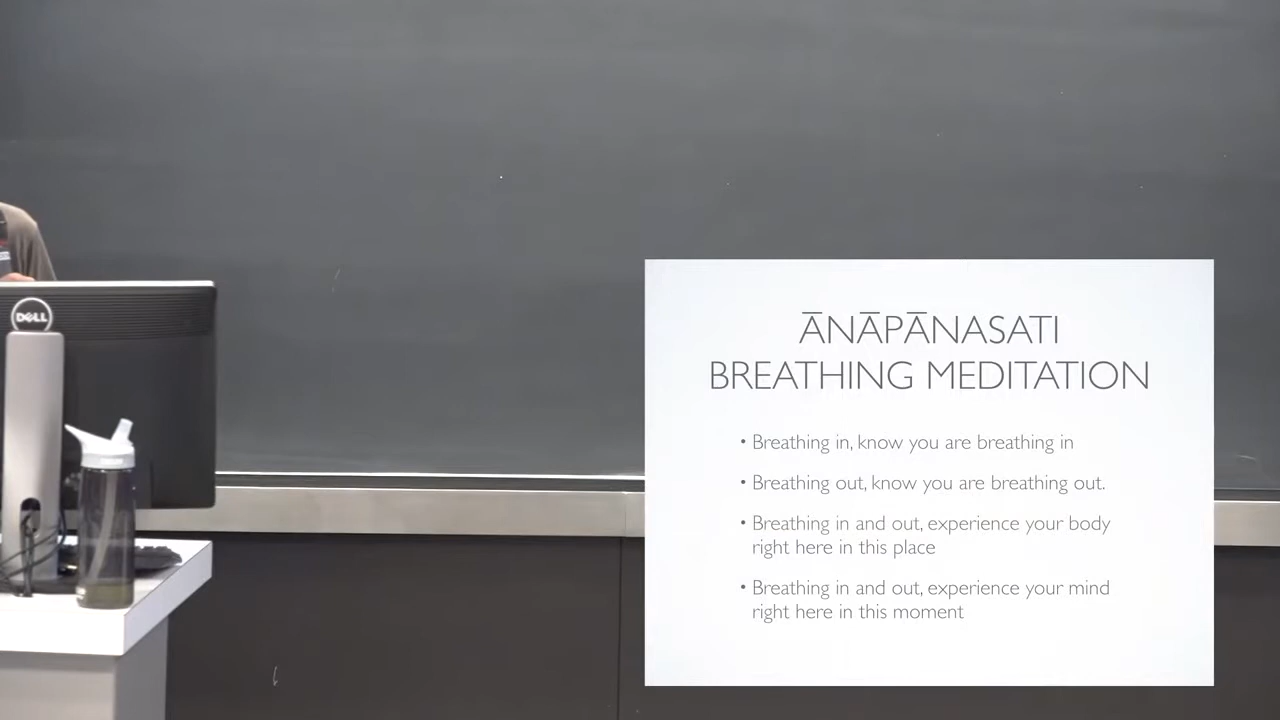 DELL
ĀNĀPĀNASATI
BREATHING MEDITATION
• Breathing in, know you are breathing in
• Breathing out, know you are breathing out.
• Breathing in and out, experience your body
right here in this place
• Breathing in and out, experience your mind
right here in this moment